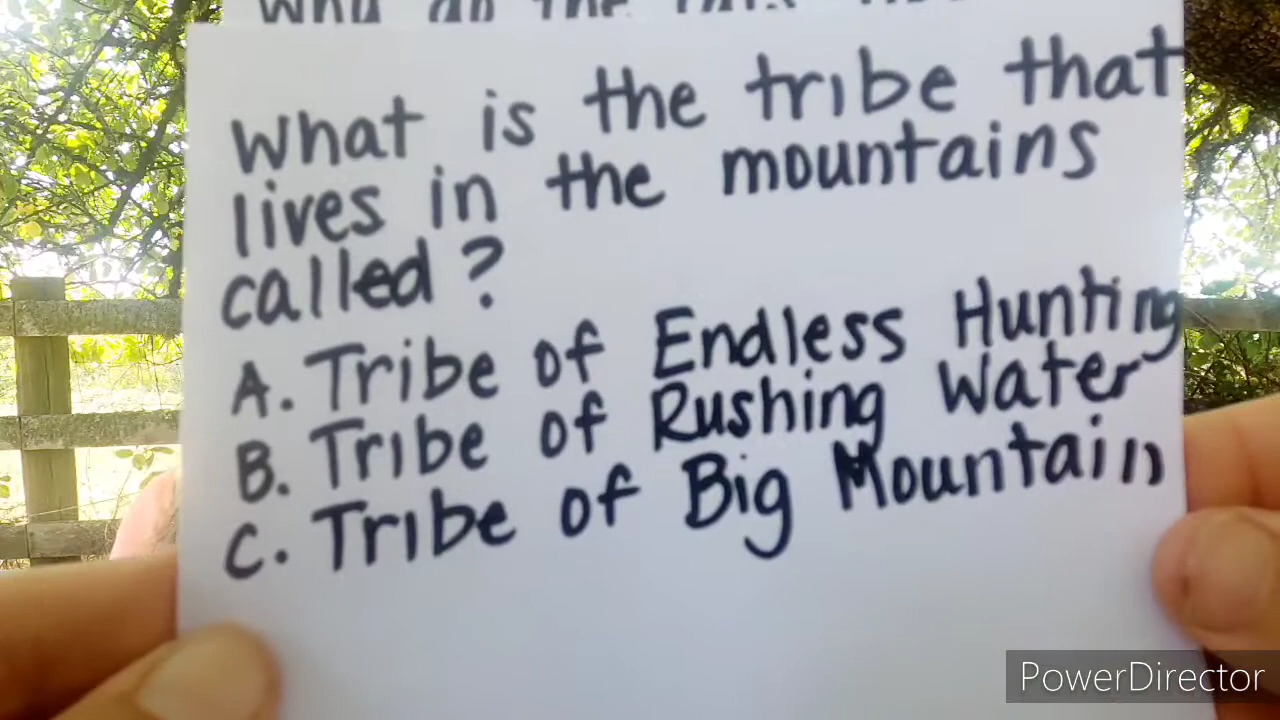 What is the tribe that
lives in the mountains
called?
A. Tribe of Endless Hunting
B. Tribe of Rushing Water
C. Tribe of Big Mountain
PowerDirector